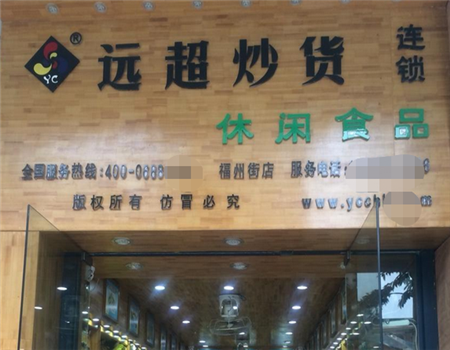 YC
远超炒货 连锁
休闲食品
全国服务热线:400-0888 福州街店 服务电话: 8
版权所有 仿冒必究 www.ycch